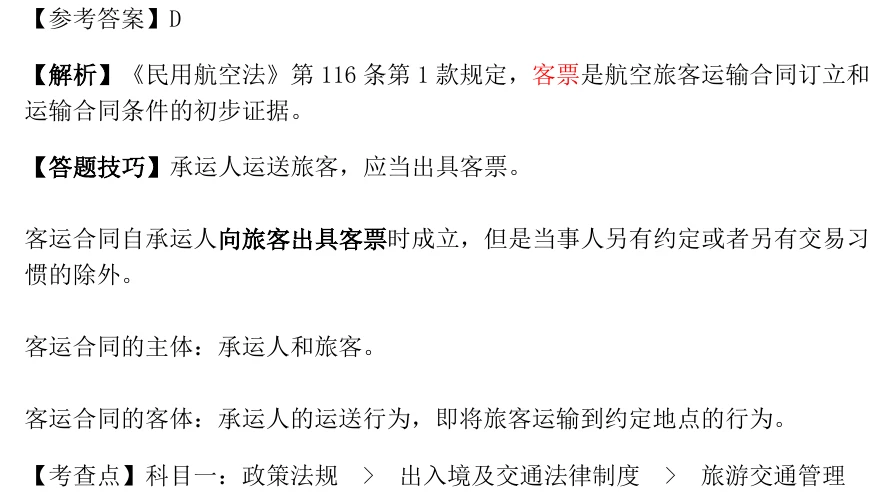 【参考答案】D
【解析】《民用航空法》第 116 条第 1 款规定，客票是航空旅客运输合同订立和
运输合同条件的初步证据。
【答题技巧】承运人运送旅客，应当出具客票。
客运合同自承运人向旅客出具客票时成立，但是当事人另有约定或者另有交易习
惯的除外。
客运合同的主体：承运人和旅客。
客运合同的客体：承运人的运送行为，即将旅客运输到约定地点的行为。
【考查点】科目一：政策法规 > 出入境及交通法律制度 > 旅游交通管理